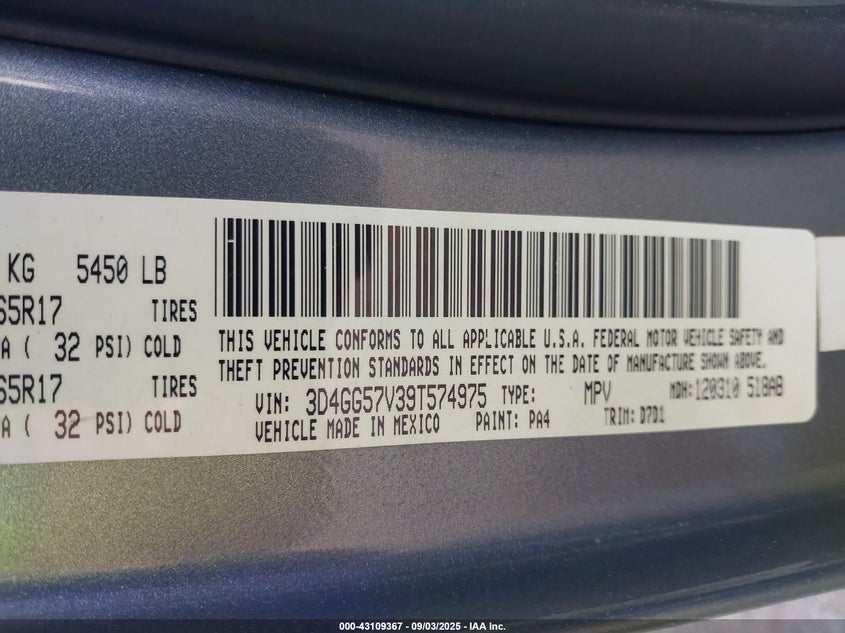 KG 5450 LB
65R17 TIRES
A ( 32 PSI) COLD
65R17 TIRES
A ( 32 PSI) COLD
THIS VEHICLE CONFORMS TO ALL APPLICABLE U.S.A. FEDERAL MOTOR VEHICLE SAFETY AND
THEFT PREVENTION STANDARDS IN EFFECT ON THE DATE OF MANUFACTURE SHOWN ABOVE.
VIN: 3D4GG57V39T574975 TYPE: MPV MDH: 120310 518AB
VEHICLE MADE IN MEXICO PAINT: PA4 TRIM: D7D1
000-43109367 - 09/03/2025 - IAA Inc.